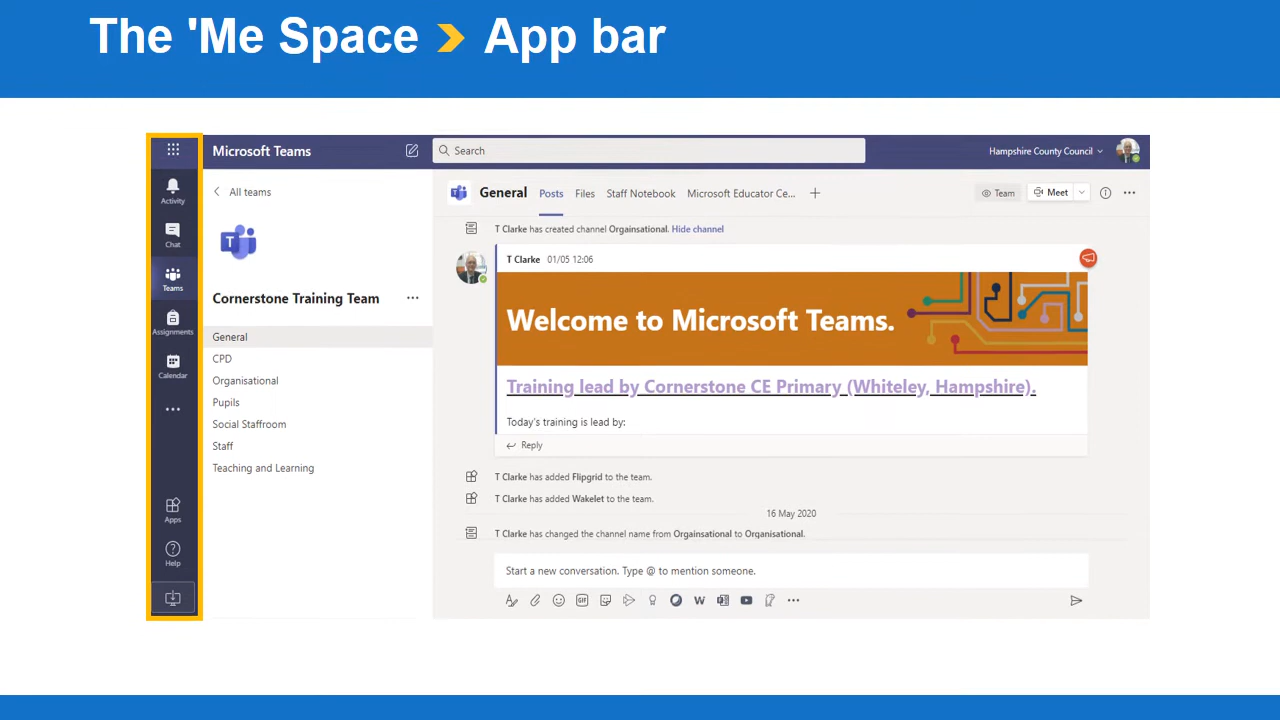 The 'Me Space App bar
Microsoft Teams
Search
Hampshire County Council
Activity
Chat
Teams
Assignments
Calendar
Apps
Help
All teams
T
Cornerstone Training Team
General
CPD
Organisational
Pupils
Social Staffroom
Staff
Teaching and Learning
General Posts Files Staff Notebook Microsoft Educator Ce... +
Team Meet
T Clarke has created channel Orgainsational. Hide channel
T Clarke 01/05 12:06
Welcome to Microsoft Teams.
Training lead by Cornerstone CE Primary (Whiteley, Hampshire).
Today's training is lead by:
Reply
T Clarke has added Flipgrid to the team.
T Clarke has added Wakelet to the team.
16 May 2020
T Clarke has changed the channel name from Orgainsational to Organisational.
Start a new conversation. Type @ to mention someone.
GIF
W